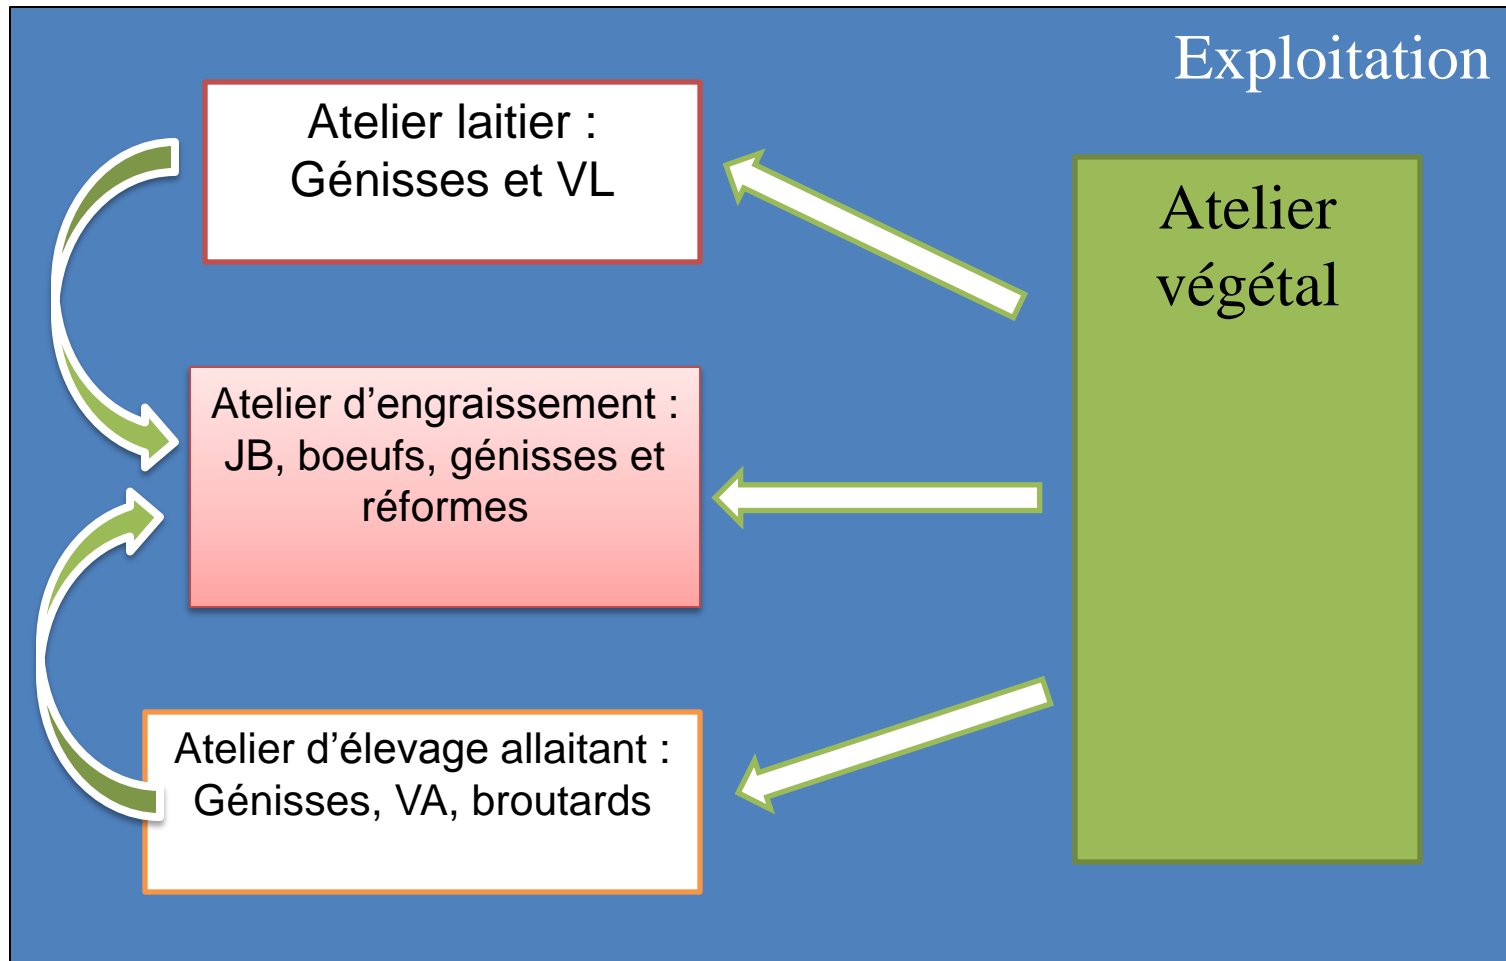 Exploitation
Atelier laitier :
Génisses et VL
Atelier
végétal
Atelier d’engraissement :
JB, boeufs, génisses et
réformes
Atelier d’élevage allaitant :
Génisses, VA, broutards